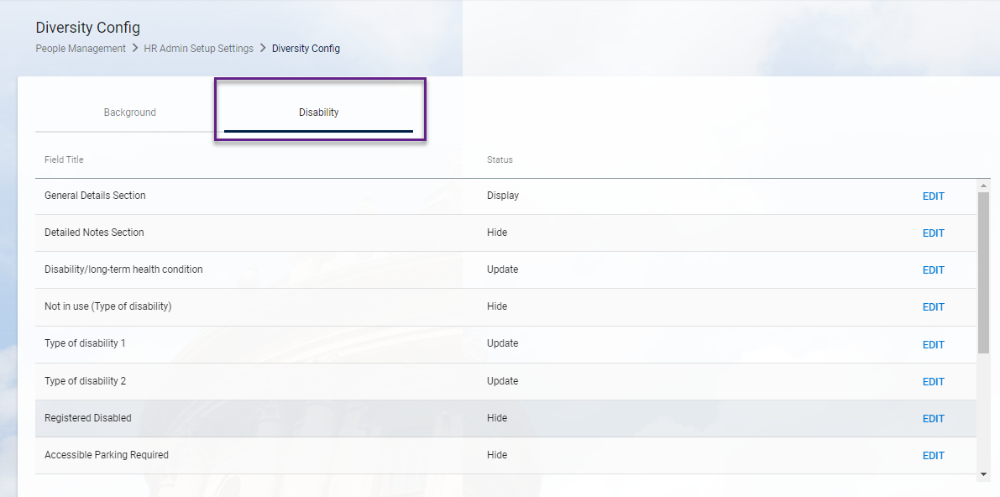 Diversity Config
People Management > HR Admin Setup Settings > Diversity Config
Background Disability
Field Title Status
General Details Section Display EDIT
Detailed Notes Section Hide EDIT
Disability/long-term health condition Update EDIT
Not in use (Type of disability) Hide EDIT
Type of disability 1 Update EDIT
Type of disability 2 Update EDIT
Registered Disabled Hide EDIT
Accessible Parking Required Hide EDIT